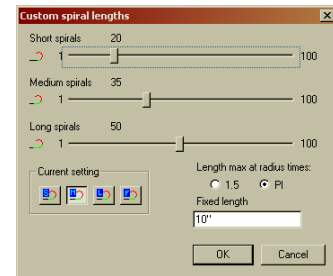 Custom spiral lengths
Short spirals 20
1 100
Medium spirals 35
1 100
Long spirals 50
1 100
Current setting
S M L F
Length max at radius times:
1.5 PI
Fixed length
10"
OK Cancel